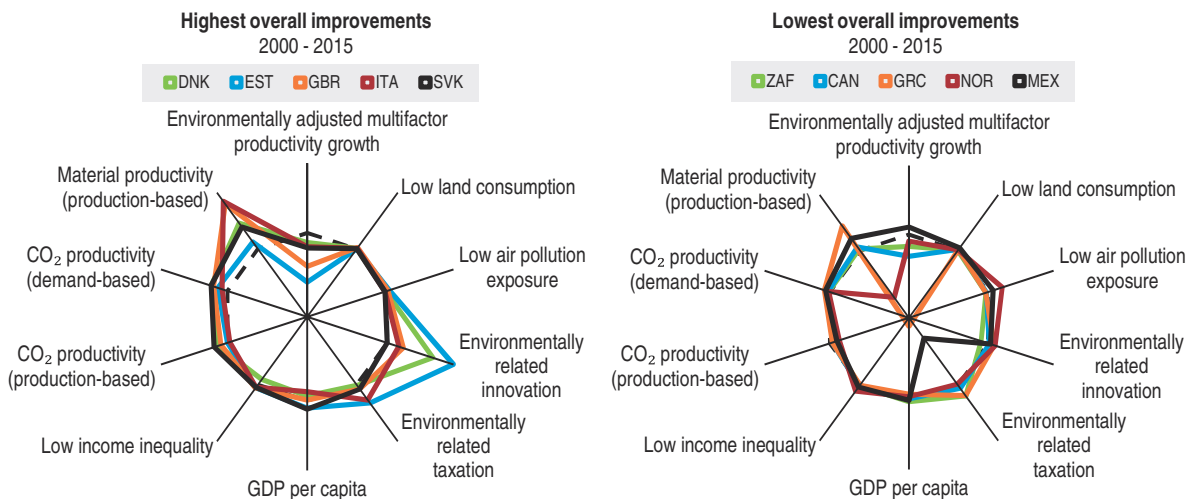 Highest overall improvements
2000 - 2015
DNK EST GBR ITA SVK
Environmentally adjusted multifactor
productivity growth
Low land consumption
Low air pollution
exposure
Environmentally
related
innovation
Environmentally
related
taxation
GDP per capita
Low income inequality
CO₂ productivity
(production-based)
CO₂ productivity
(demand-based)
Material productivity
(production-based)
Lowest overall improvements
2000 - 2015
ZAF CAN GRC NOR MEX
Environmentally adjusted multifactor
productivity growth
Low land consumption
Low air pollution
exposure
Environmentally
related
innovation
Environmentally
related
taxation
GDP per capita
Low income inequality
CO₂ productivity
(production-based)
CO₂ productivity
(demand-based)
Material productivity
(production-based)